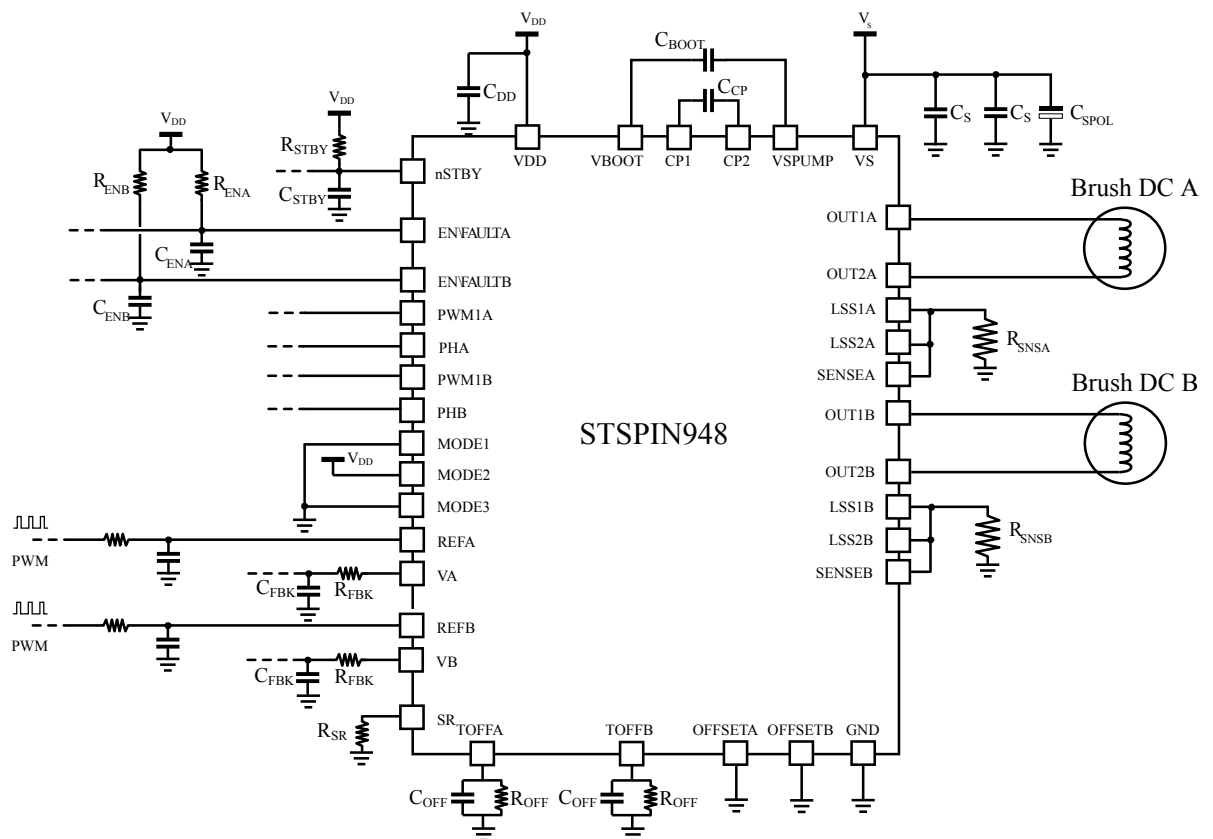 VDD
VS
CBOOT
CCP
CDD
CS
CS
CSPOL
VDD
VDD
RSTBY
CSTBY
RENB
RENA
CENA
CENB
VDD
VBOOT
CP1
CP2
VSPUMP
VS
nSTBY
EN\FAULTA
EN\FAULTB
PWM1A
PHA
PWM1B
PHB
MODE1
VDD
MODE2
MODE3
REFA
PWM
VA
CFBK
RFBK
REFB
PWM
VB
CFBK
RFBK
SR
RSR
STSPIN948
Brush DC A
OUT1A
OUT2A
LSS1A
LSS2A
SENSEA
RSNSA
Brush DC B
OUT1B
OUT2B
LSS1B
LSS2B
SENSEB
RSNSB
TOFFA
TOFFB
OFFSETA
OFFSETB
GND
COFF
ROFF
COFF
ROFF